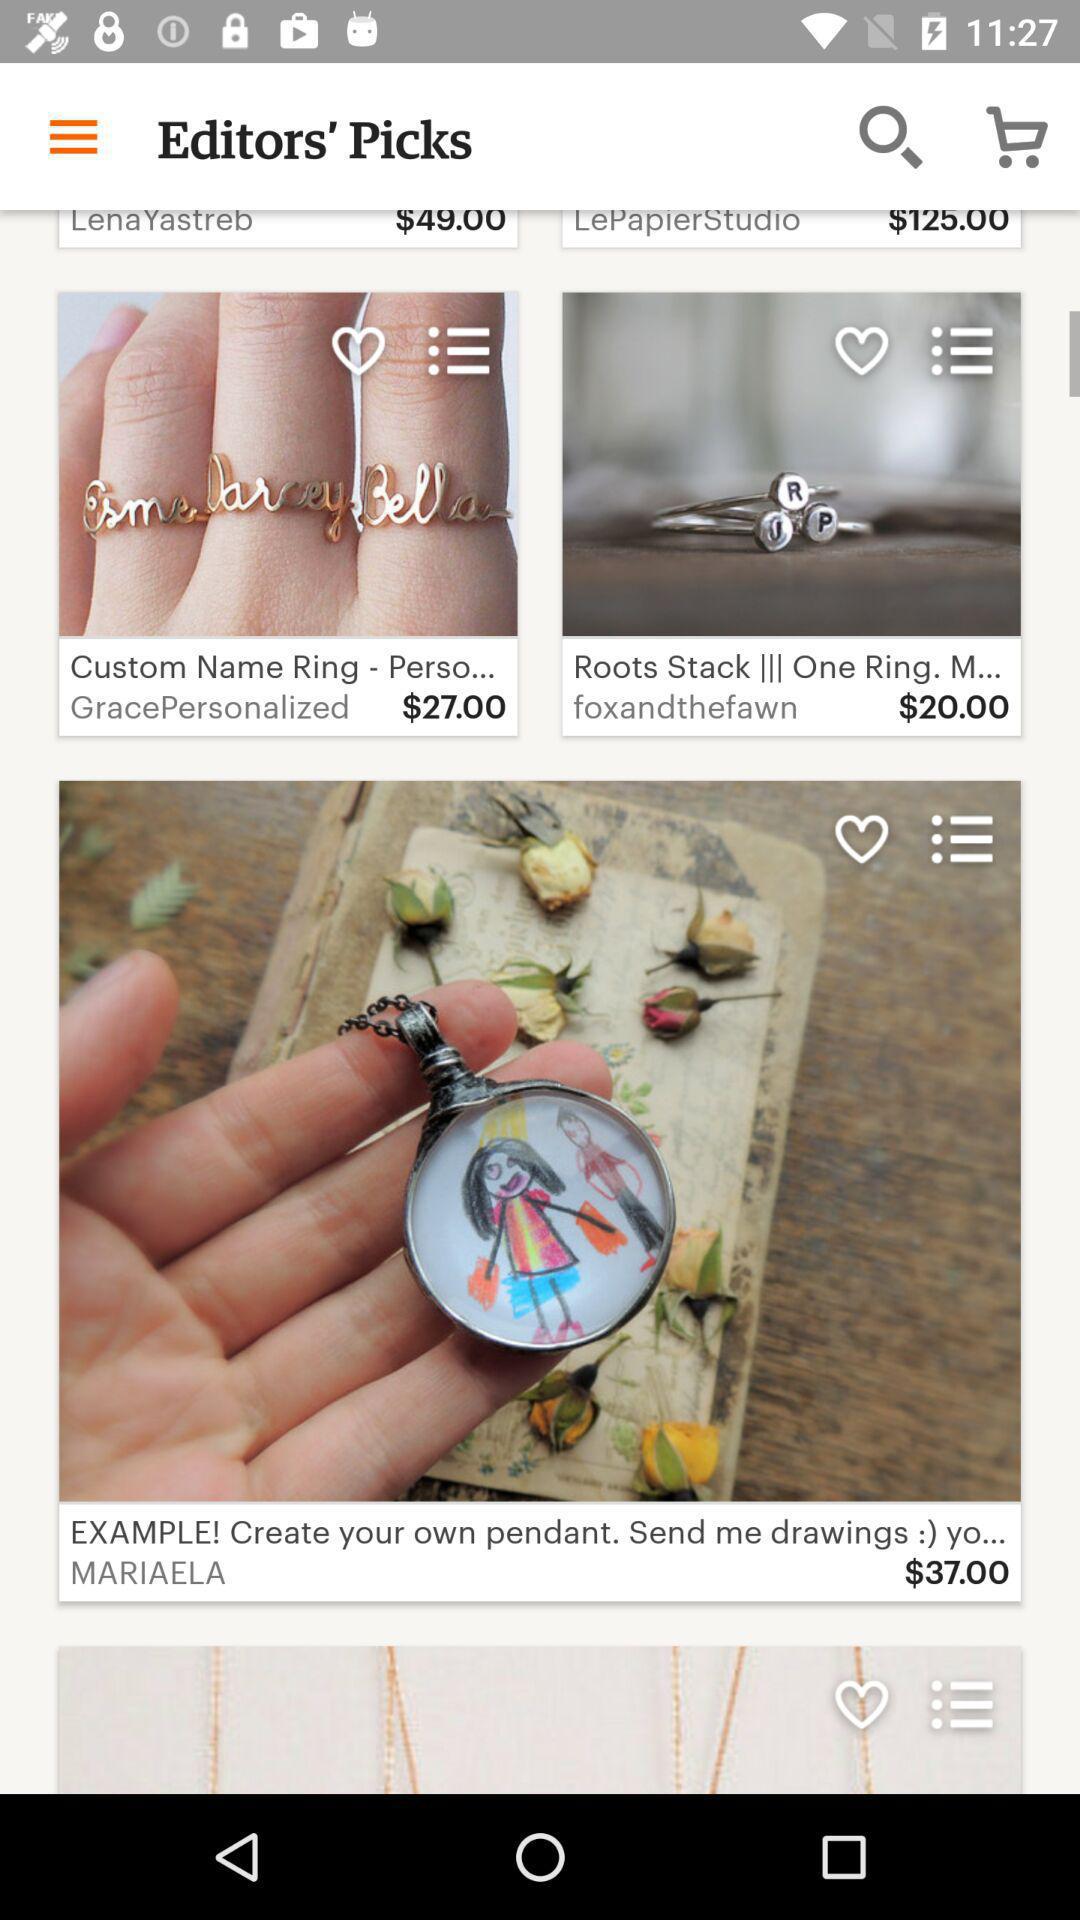 FAKE
11:27
Editors’ Picks
LenaYastreb $49.00
LePapierStudio $125.00
Esme Darcey Bella
R
J P
Custom Name Ring - Perso...
GracePersonalized $27.00
Roots Stack ||| One Ring. M...
foxandthefawn $20.00
EXAMPLE! Create your own pendant. Send me drawings :) yo...
MARIAELA $37.00